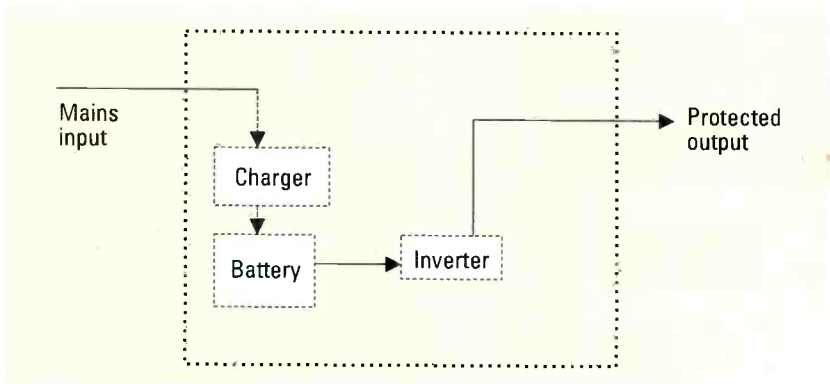 Mains
input
Protected
output
Charger
Battery
Inverter